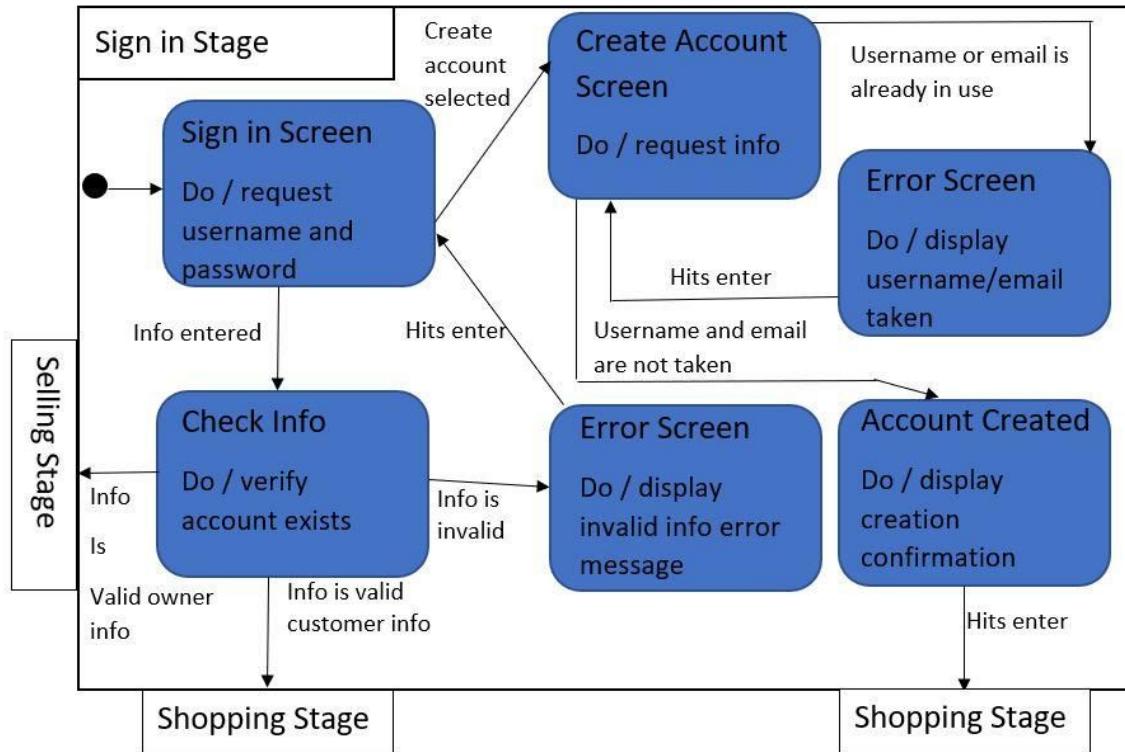 Sign in Stage
Create
account
selected
Create Account
Screen
Do / request info
Username or email is
already in use
Sign in Screen
Do / request
username and
password
Error Screen
Do / display
username/email
taken
Hits enter
Info entered
Hits enter
Username and email
are not taken
Selling Stage
Check Info
Do / verify
account exists
Info
Is
Valid owner
info
Info is
invalid
Error Screen
Do / display
invalid info error
message
Account Created
Do / display
creation
confirmation
Info is valid
customer info
Hits enter
Shopping Stage
Shopping Stage